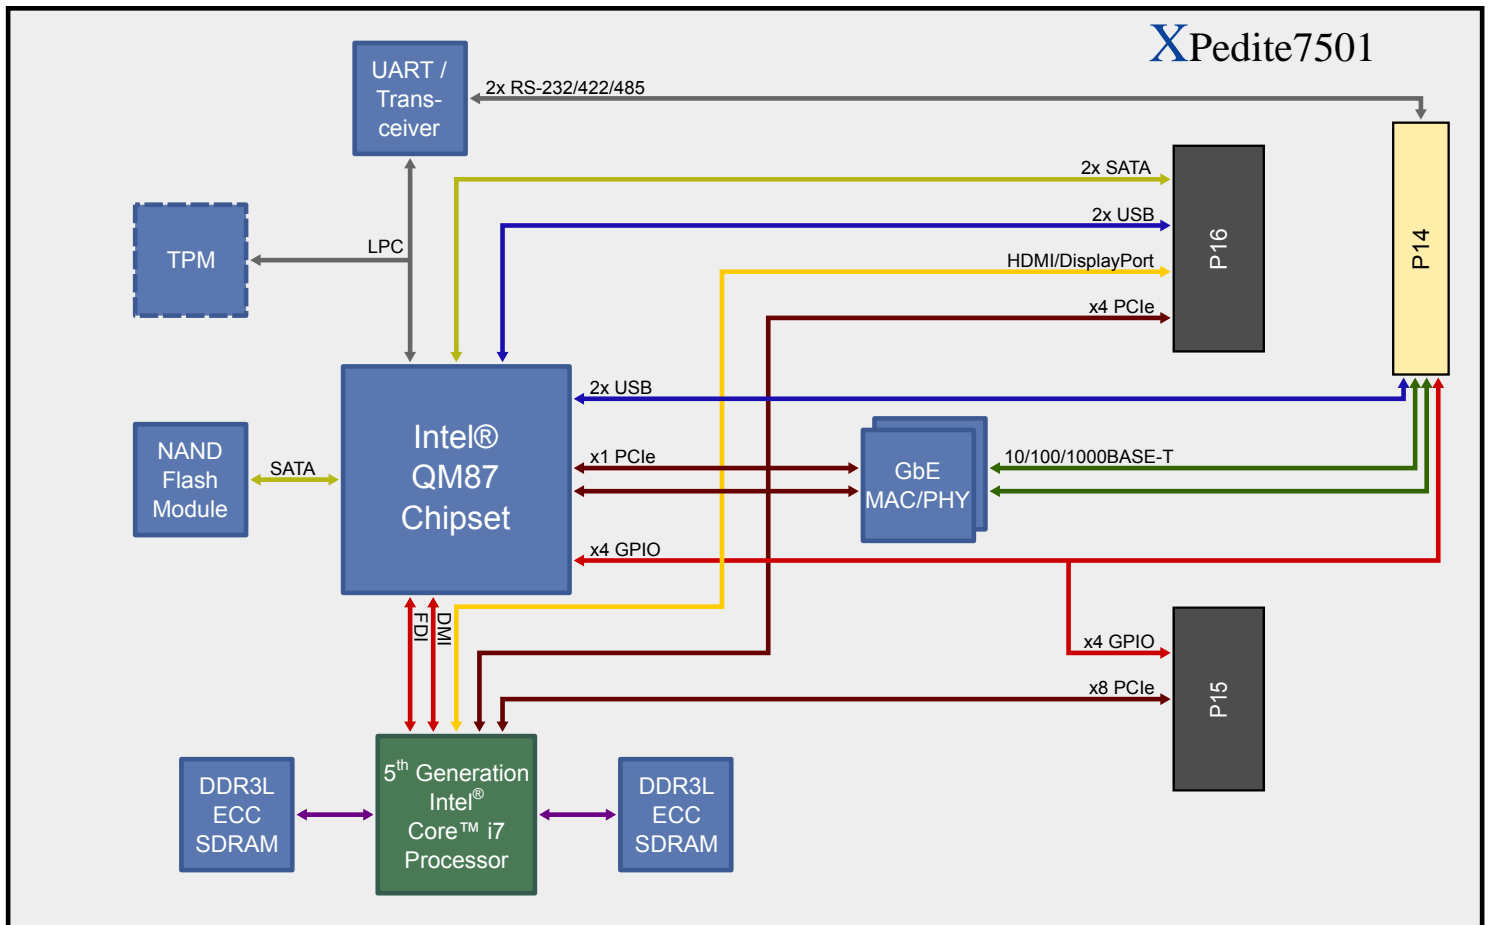 XPedite7501
UART /
Trans-
ceiver
2x RS-232/422/485
2x SATA
2x USB
HDMI/DisplayPort
x4 PCIe
P16
P14
TPM
LPC
Intel®
QM87
Chipset
NAND
Flash
Module
SATA
2x USB
x1 PCIe
GbE
MAC/PHY
10/100/1000BASE-T
x4 GPIO
FDI
DMI
x4 GPIO
x8 PCIe
P15
DDR3L
ECC
SDRAM
5th Generation
Intel®
Core™ i7
Processor
DDR3L
ECC
SDRAM